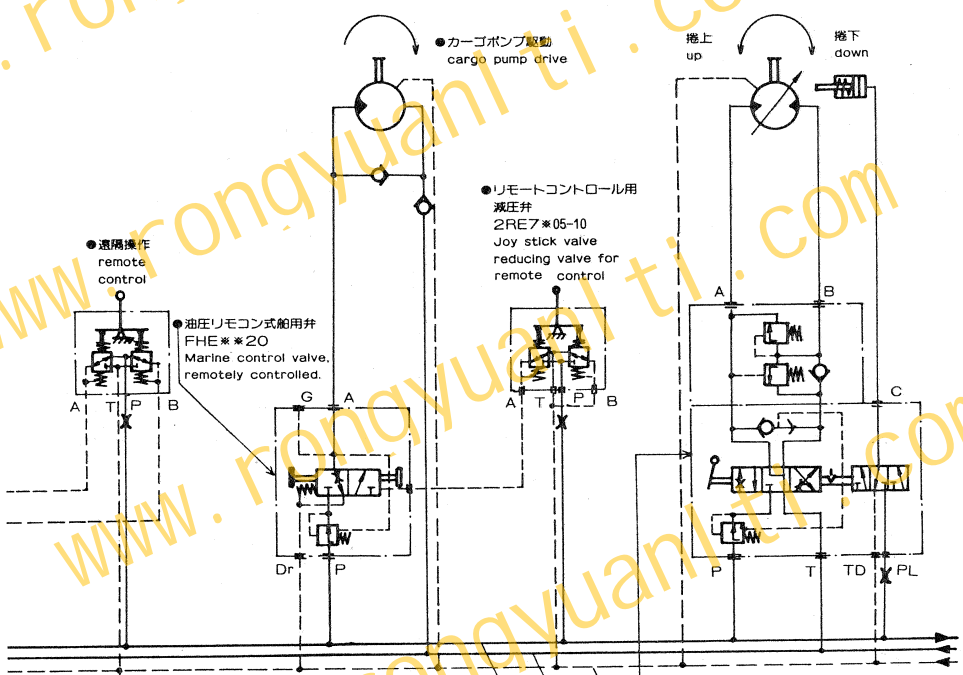 カーゴポンプ駆動
cargo pump drive
捲上
up
捲下
down
リモートコントロール用
減圧弁
2RE7※05-10
Joy stick valve
reducing valve for
remote control
遠隔操作
remote
control
油圧リモコン式舶用弁
FHE※※20
Marine control valve,
remotely controlled.
A
T
P
B
G
A
Dr
P
A
T
P
B
A
B
C
P
T
TD
PL
www.rongyuanlti.com
www.rongyuanlti.com
www.rongyuanlti.com